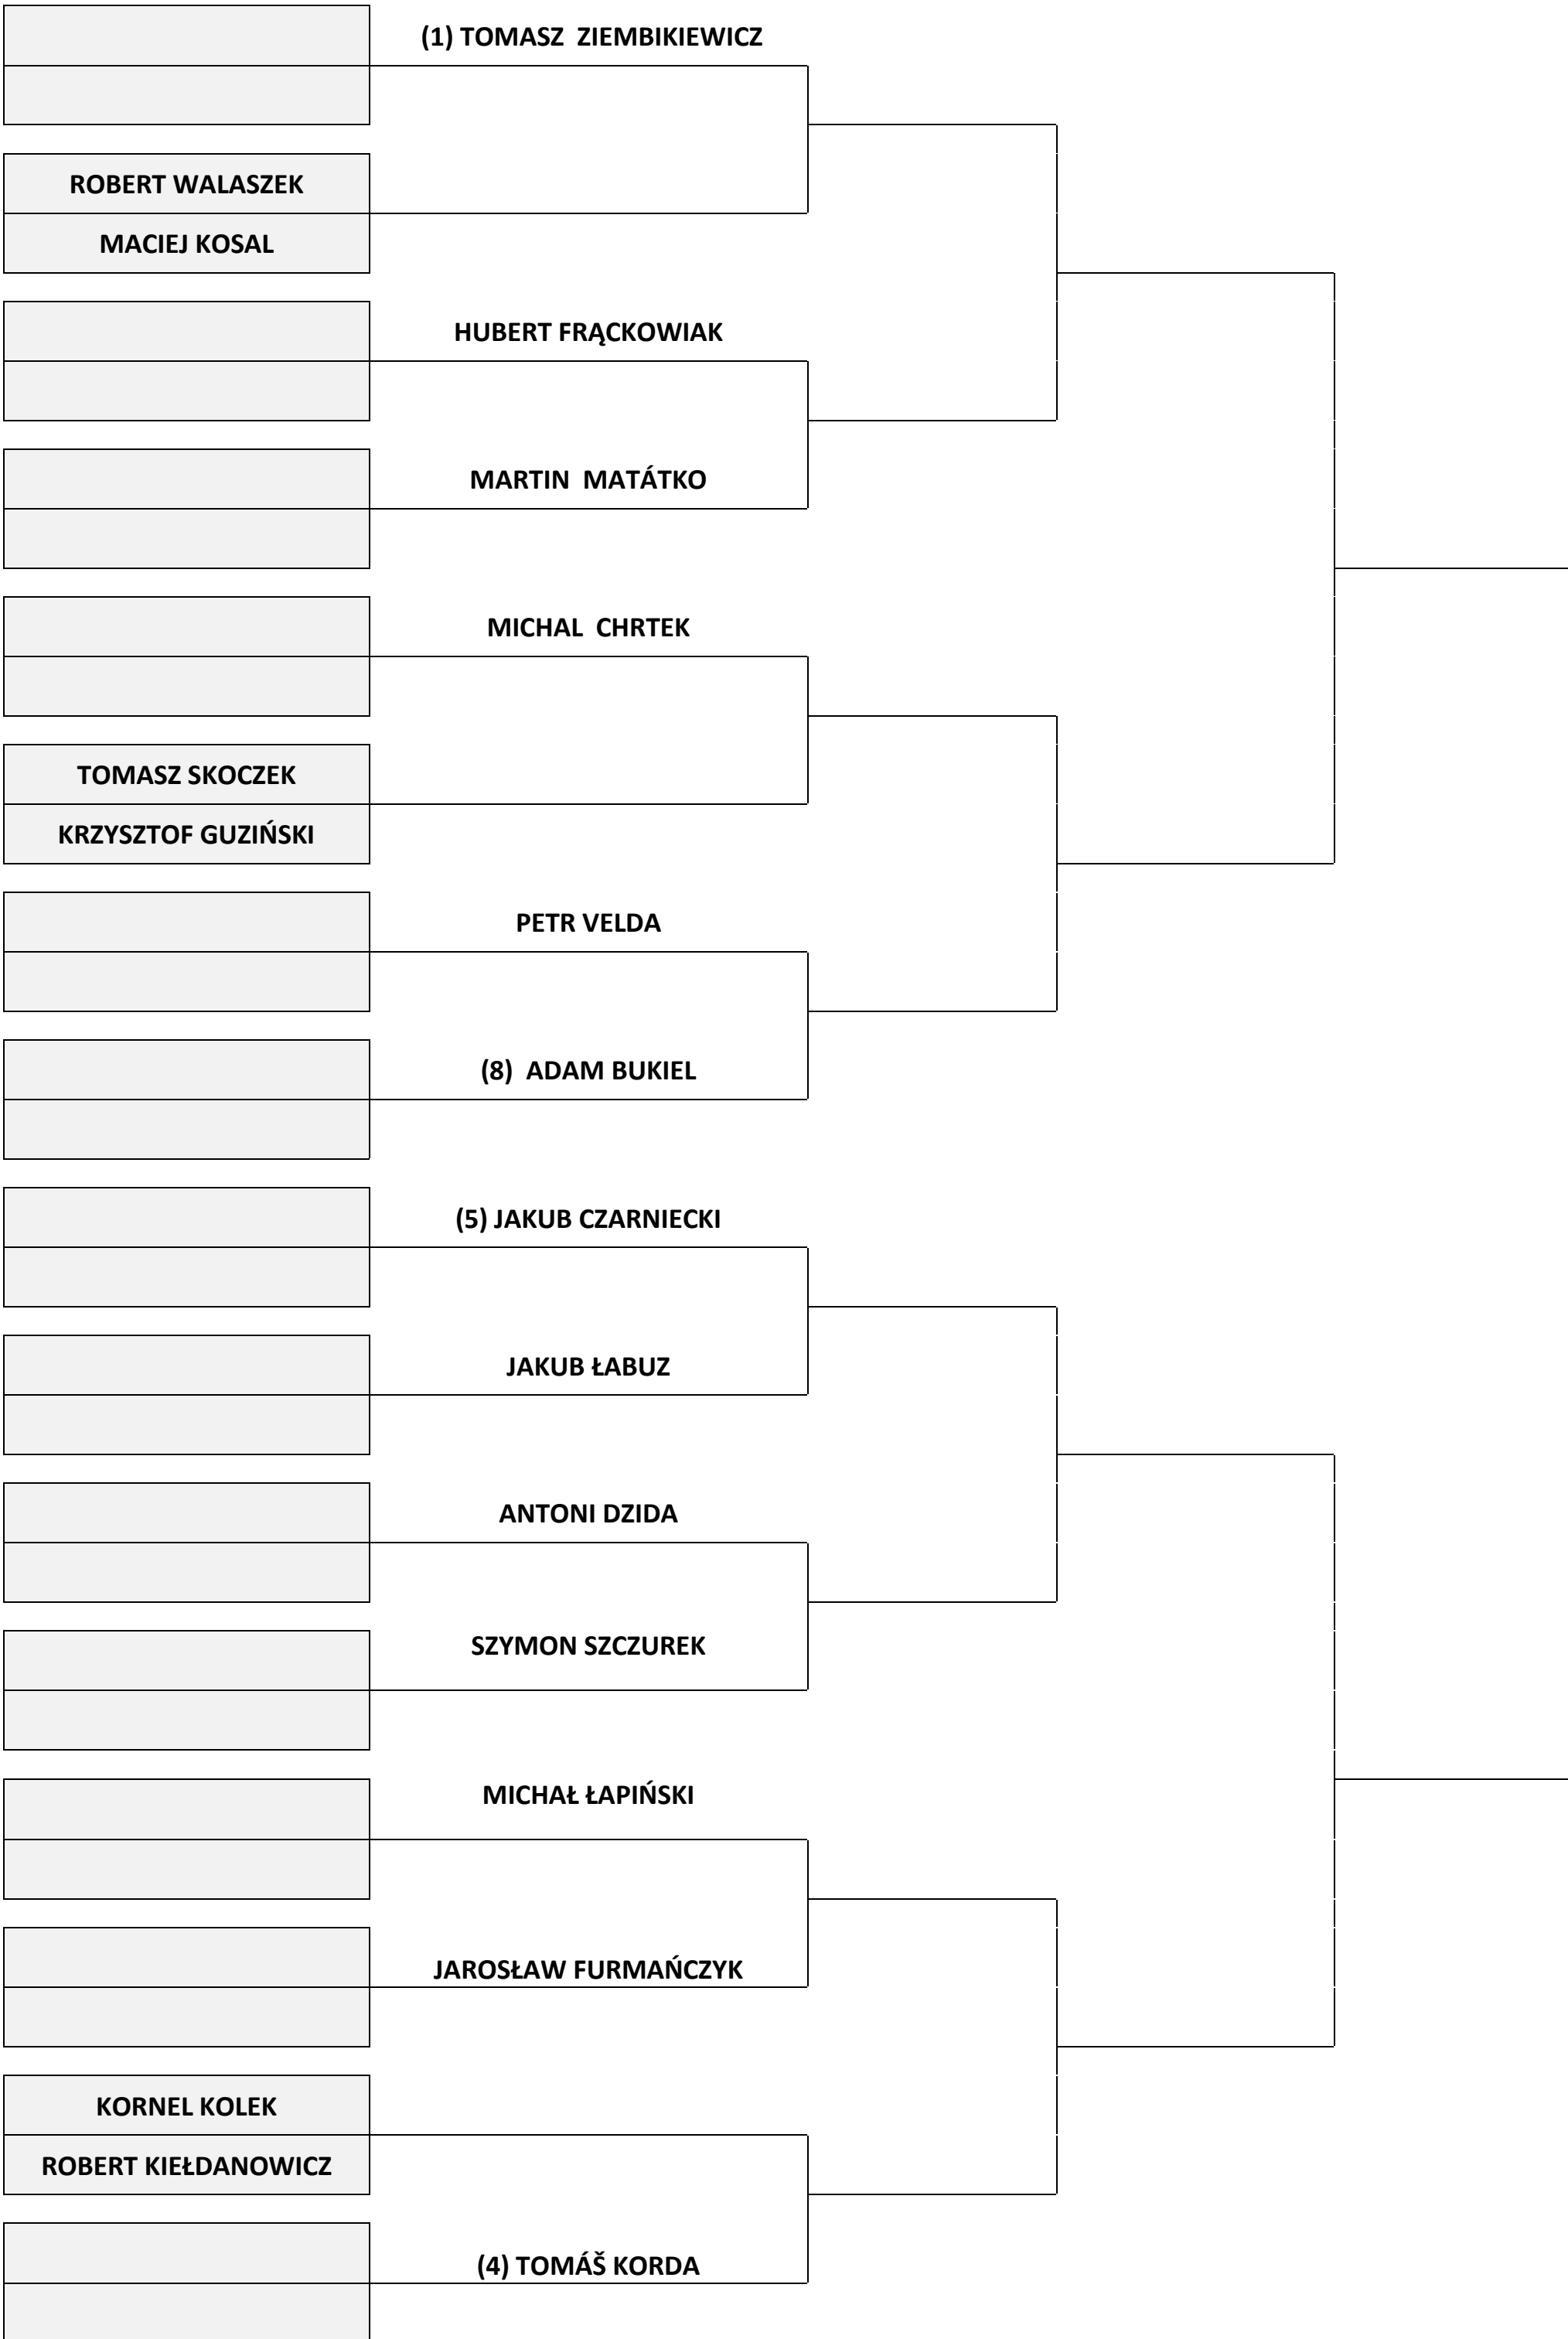 (1) TOMASZ  ZIEMBIKIEWICZ
ROBERT WALASZEK
MACIEJ KOSAL
HUBERT FRĄCKOWIAK
MARTIN  MATÁTKO
MICHAL  CHRTEK
TOMASZ SKOCZEK
KRZYSZTOF GUZIŃSKI
PETR VELDA
(8)  ADAM BUKIEL
(5) JAKUB CZARNIECKI
JAKUB ŁABUZ
ANTONI DZIDA
SZYMON SZCZUREK
MICHAŁ ŁAPIŃSKI
JAROSŁAW FURMAŃCZYK
KORNEL KOLEK
ROBERT KIEŁDANOWICZ
(4) TOMÁŠ KORDA